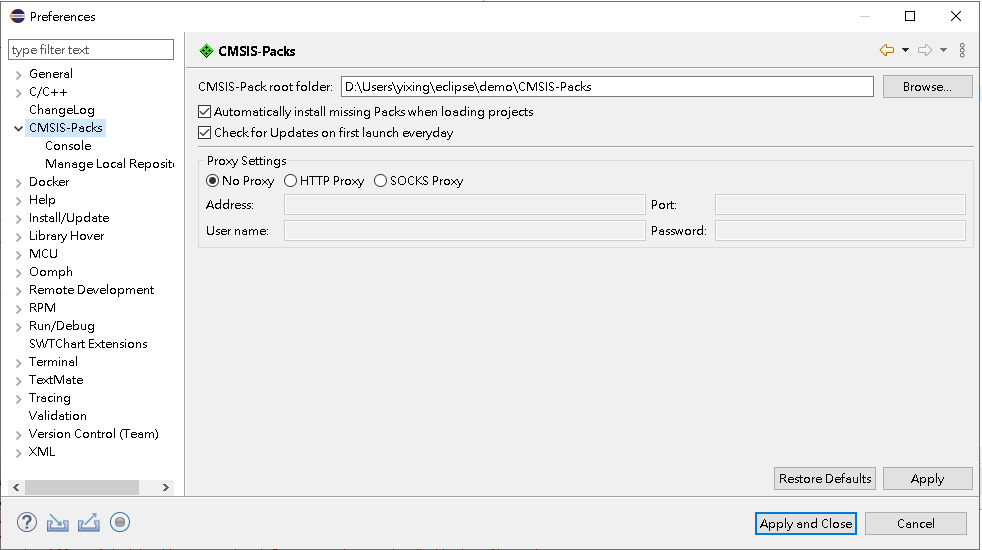 Preferences
type filter text
General
C/C++
ChangeLog
CMSIS-Packs
Console
Manage Local Reposito
Docker
Help
Install/Update
Library Hover
MCU
Oomph
Remote Development
RPM
Run/Debug
SWTChart Extensions
Terminal
TextMate
Tracing
Validation
Version Control (Team)
XML
CMSIS-Packs
CMSIS-Pack root folder: D:\Users\yixing\eclipse\demo\CMSIS-Packs Browse...
Automatically install missing Packs when loading projects
Check for Updates on first launch everyday
Proxy Settings
No Proxy HTTP Proxy SOCKS Proxy
Address: Port:
User name: Password:
Restore Defaults Apply
Apply and Close Cancel